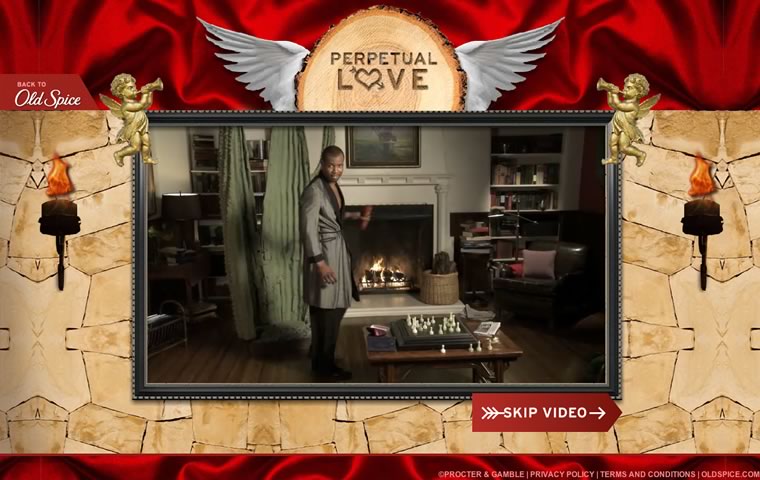 PERPETUAL
LOVE
BACK TO
Old Spice
SKIP VIDEO
©PROCTER & GAMBLE | PRIVACY POLICY | TERMS AND CONDITIONS | OLDSPICE.COM